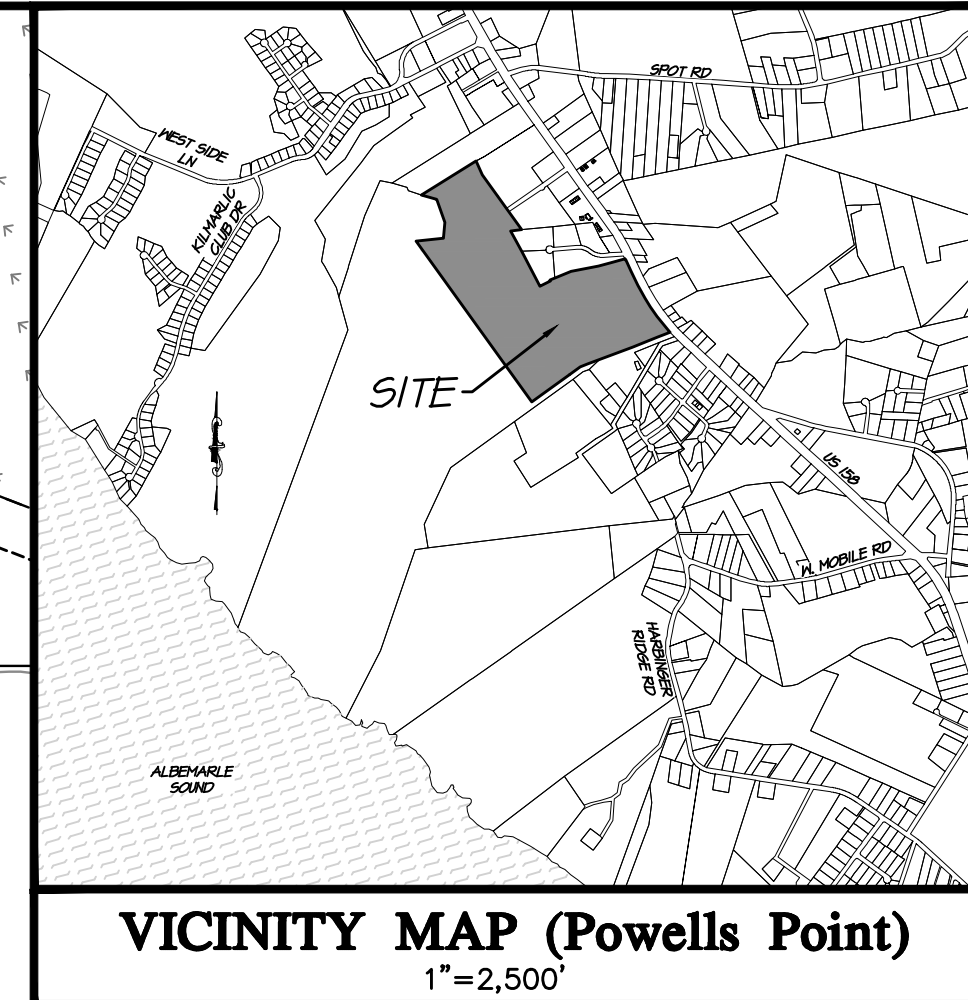 SPOT RD
WEST SIDE
LN
KILMARLIC
CLUB DR
SITE
US 158
W. MOBILE RD
HARBINGER
RIDGE RD
ALBEMARLE
SOUND
VICINITY MAP (Powells Point)
1"=2,500'